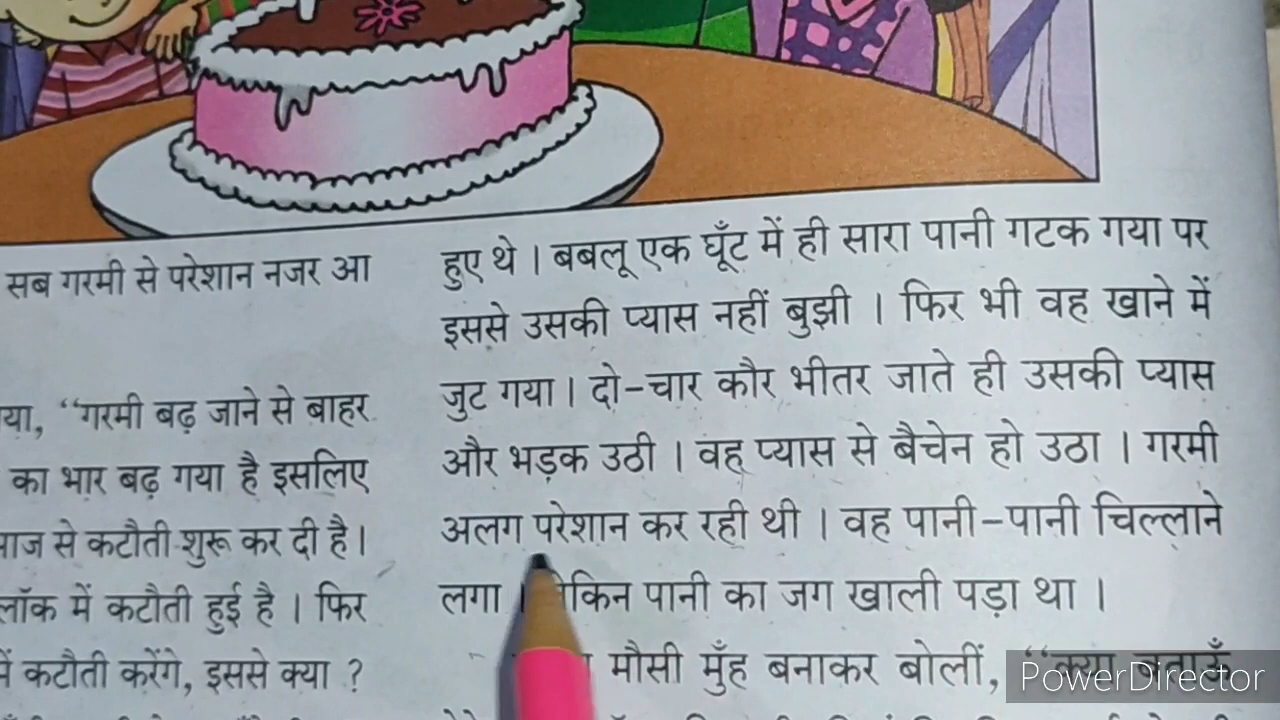 सब गरमी से परेशान नजर आ
गरमी बढ़ जाने से बाहर
का भार बढ़ गया है इसलिए
से कटौती शुरू कर दी है।
में कटौती हुई है । फिर
कटौती करेंगे, इससे क्या ?
हुए थे । बबलू एक घूँट में ही सारा पानी गटक गया पर
इससे उसकी प्यास नहीं बुझी । फिर भी वह खाने में
जुट गया । दो-चार कौर भीतर जाते ही उसकी प्यास
और भड़क उठी । वह प्यास से बैचेन हो उठा । गरमी
अलग परेशान कर रही थी । वह पानी-पानी चिल्लाने
लगा । पानी का जग खाली पड़ा था ।
मौसी मुँह बनाकर बोलीं, “क्या बताऊँ
PowerDirector